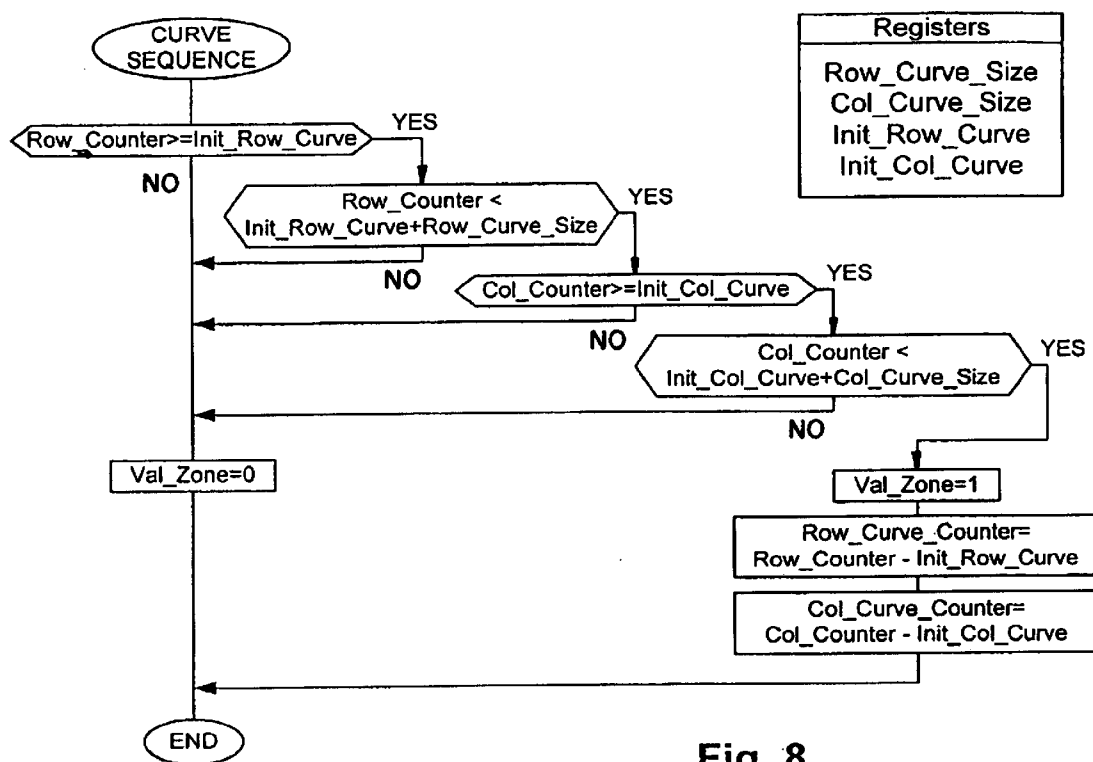 CURVE
SEQUENCE
Registers
Row_Curve_Size
Col_Curve_Size
Init_Row_Curve
Init_Col_Curve
Row_Counter>=Init_Row_Curve
YES
NO
Row_Counter <
Init_Row_Curve+Row_Curve_Size
YES
NO
Col_Counter>=Init_Col_Curve
YES
NO
Col_Counter <
Init_Col_Curve+Col_Curve_Size
YES
NO
Val_Zone=0
Val_Zone=1
Row_Curve_Counter=
Row_Counter - Init_Row_Curve
Col_Curve_Counter=
Col_Counter - Init_Col_Curve
END
Fig. 8